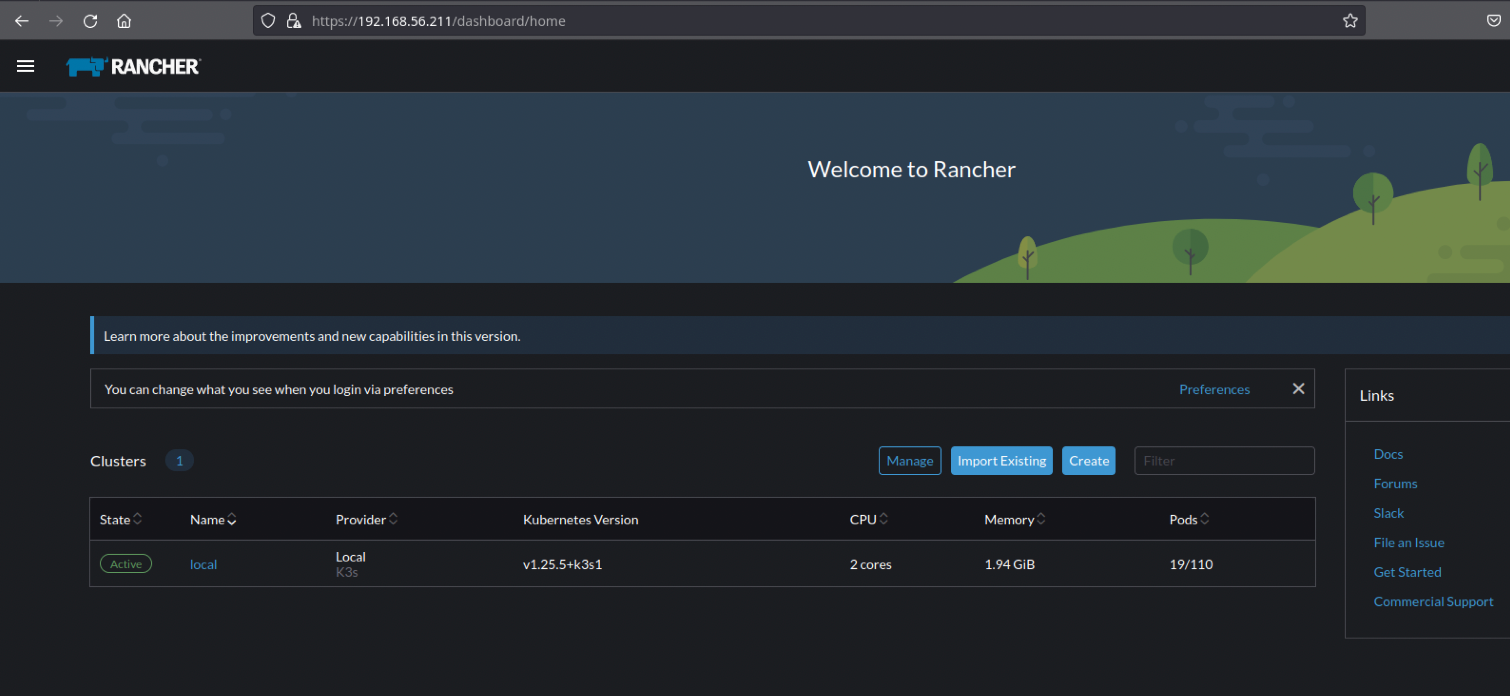 https://192.168.56.211/dashboard/home
RANCHER
Welcome to Rancher
Learn more about the improvements and new capabilities in this version.
You can change what you see when you login via preferences
Preferences
Links
Docs
Forums
Slack
File an Issue
Get Started
Commercial Support
Clusters 1
Manage Import Existing Create Filter
State Name Provider Kubernetes Version CPU Memory Pods
Active local Local v1.25.5+k3s1 2 cores 1.94 GiB 19/110
K3s